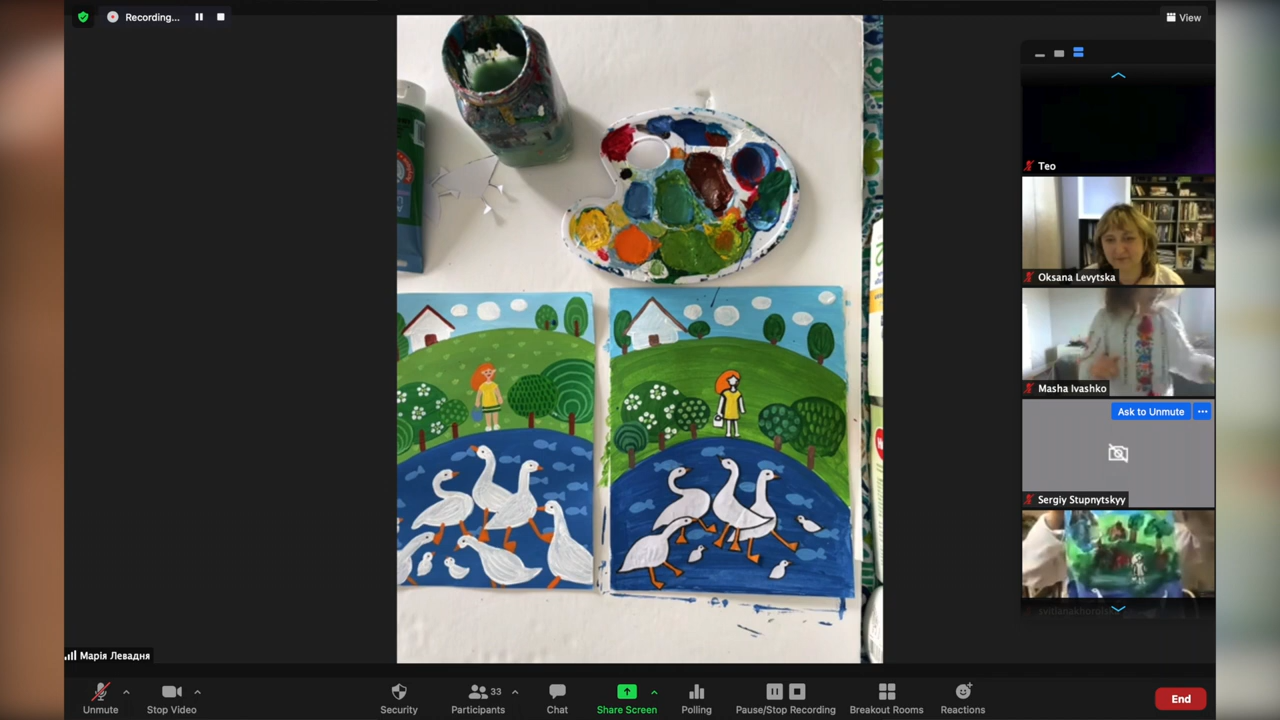 Recording...
View
Teo
Oksana Levytska
Masha Ivashko
Ask to Unmute
Sergiy Stupnytskyy
Марія Левадня
Unmute
Stop Video
Security
33
Participants
Chat
Share Screen
Polling
Pause/Stop Recording
Breakout Rooms
Reactions
End